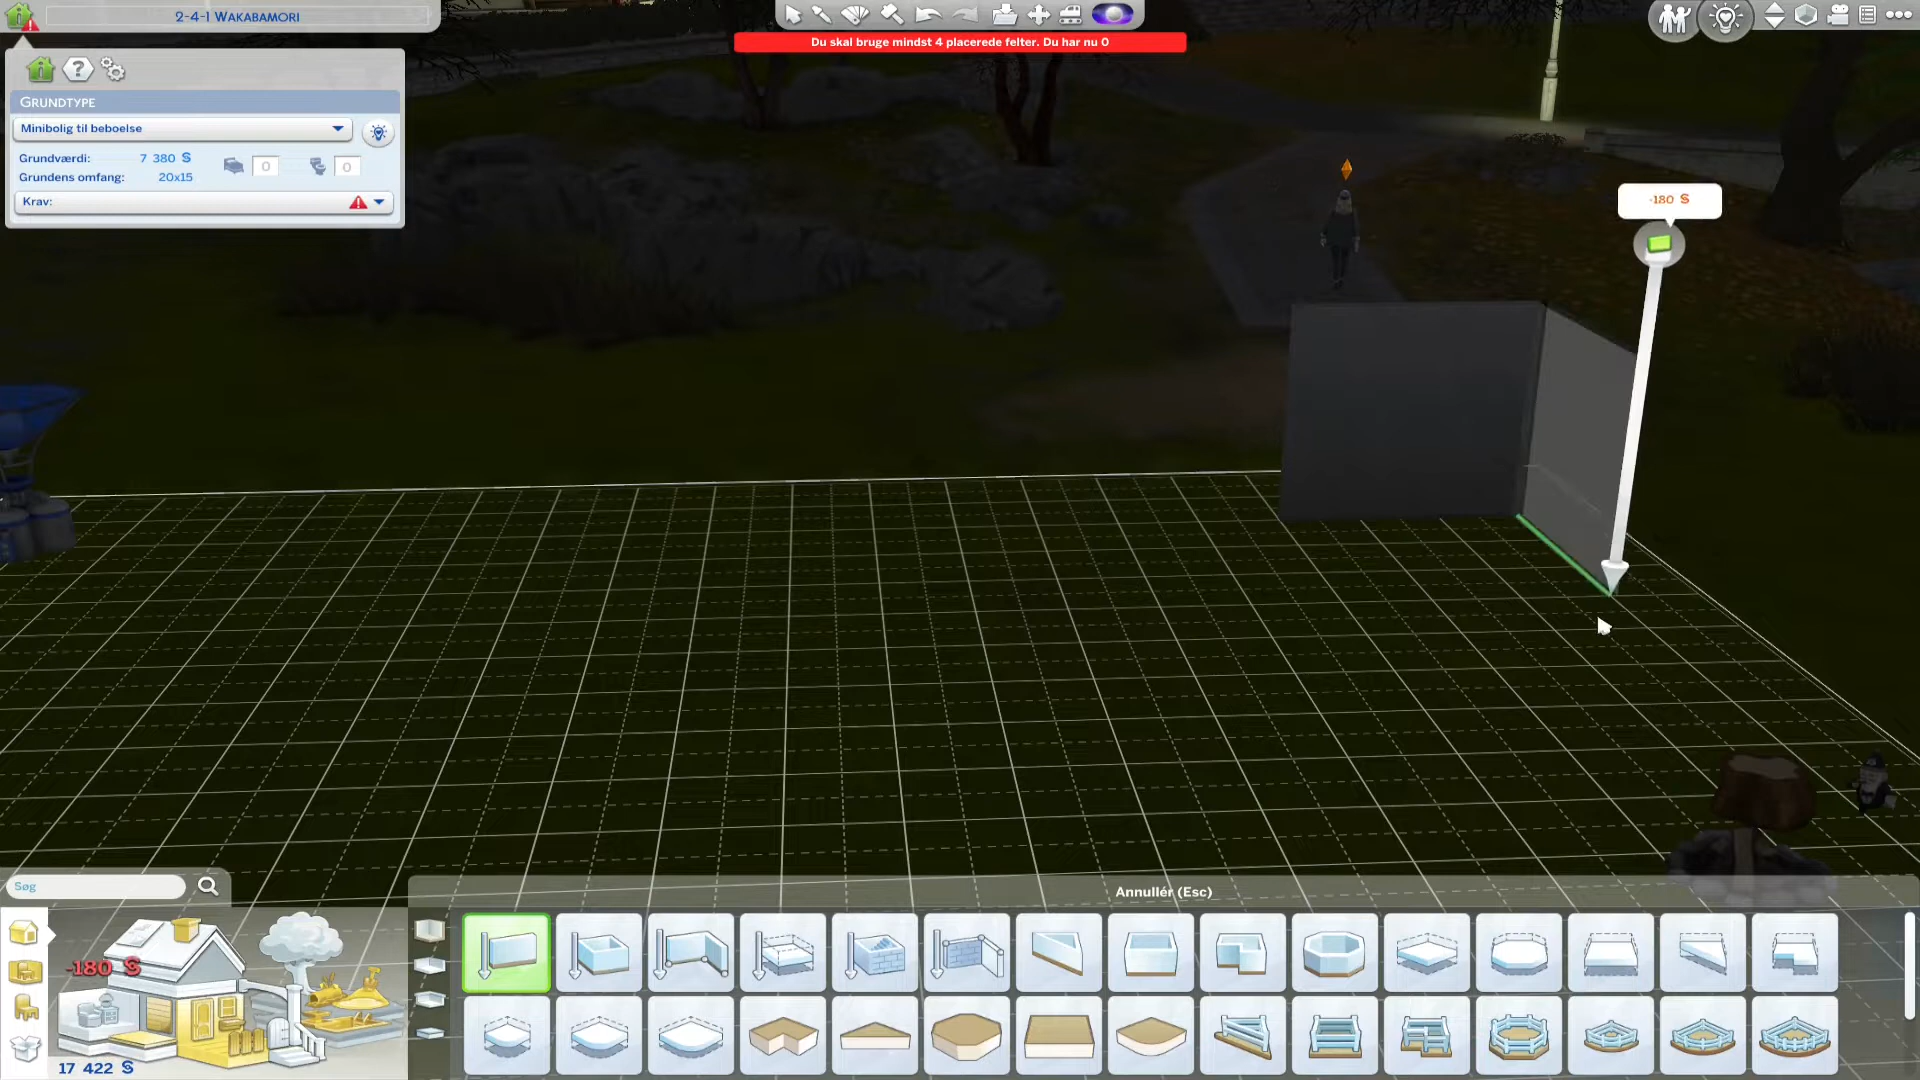 2-4-1 Wakabamori
Du skal bruge mindst 4 placerede felter. Du har nu 0
Grundtype
Minibolig til beboelse
Grundværdi: 7 380 S
0
0
Grundens omfang: 20x15
Krav:
-180 S
Søg
Annullér (Esc)
-180 S
17 422 S